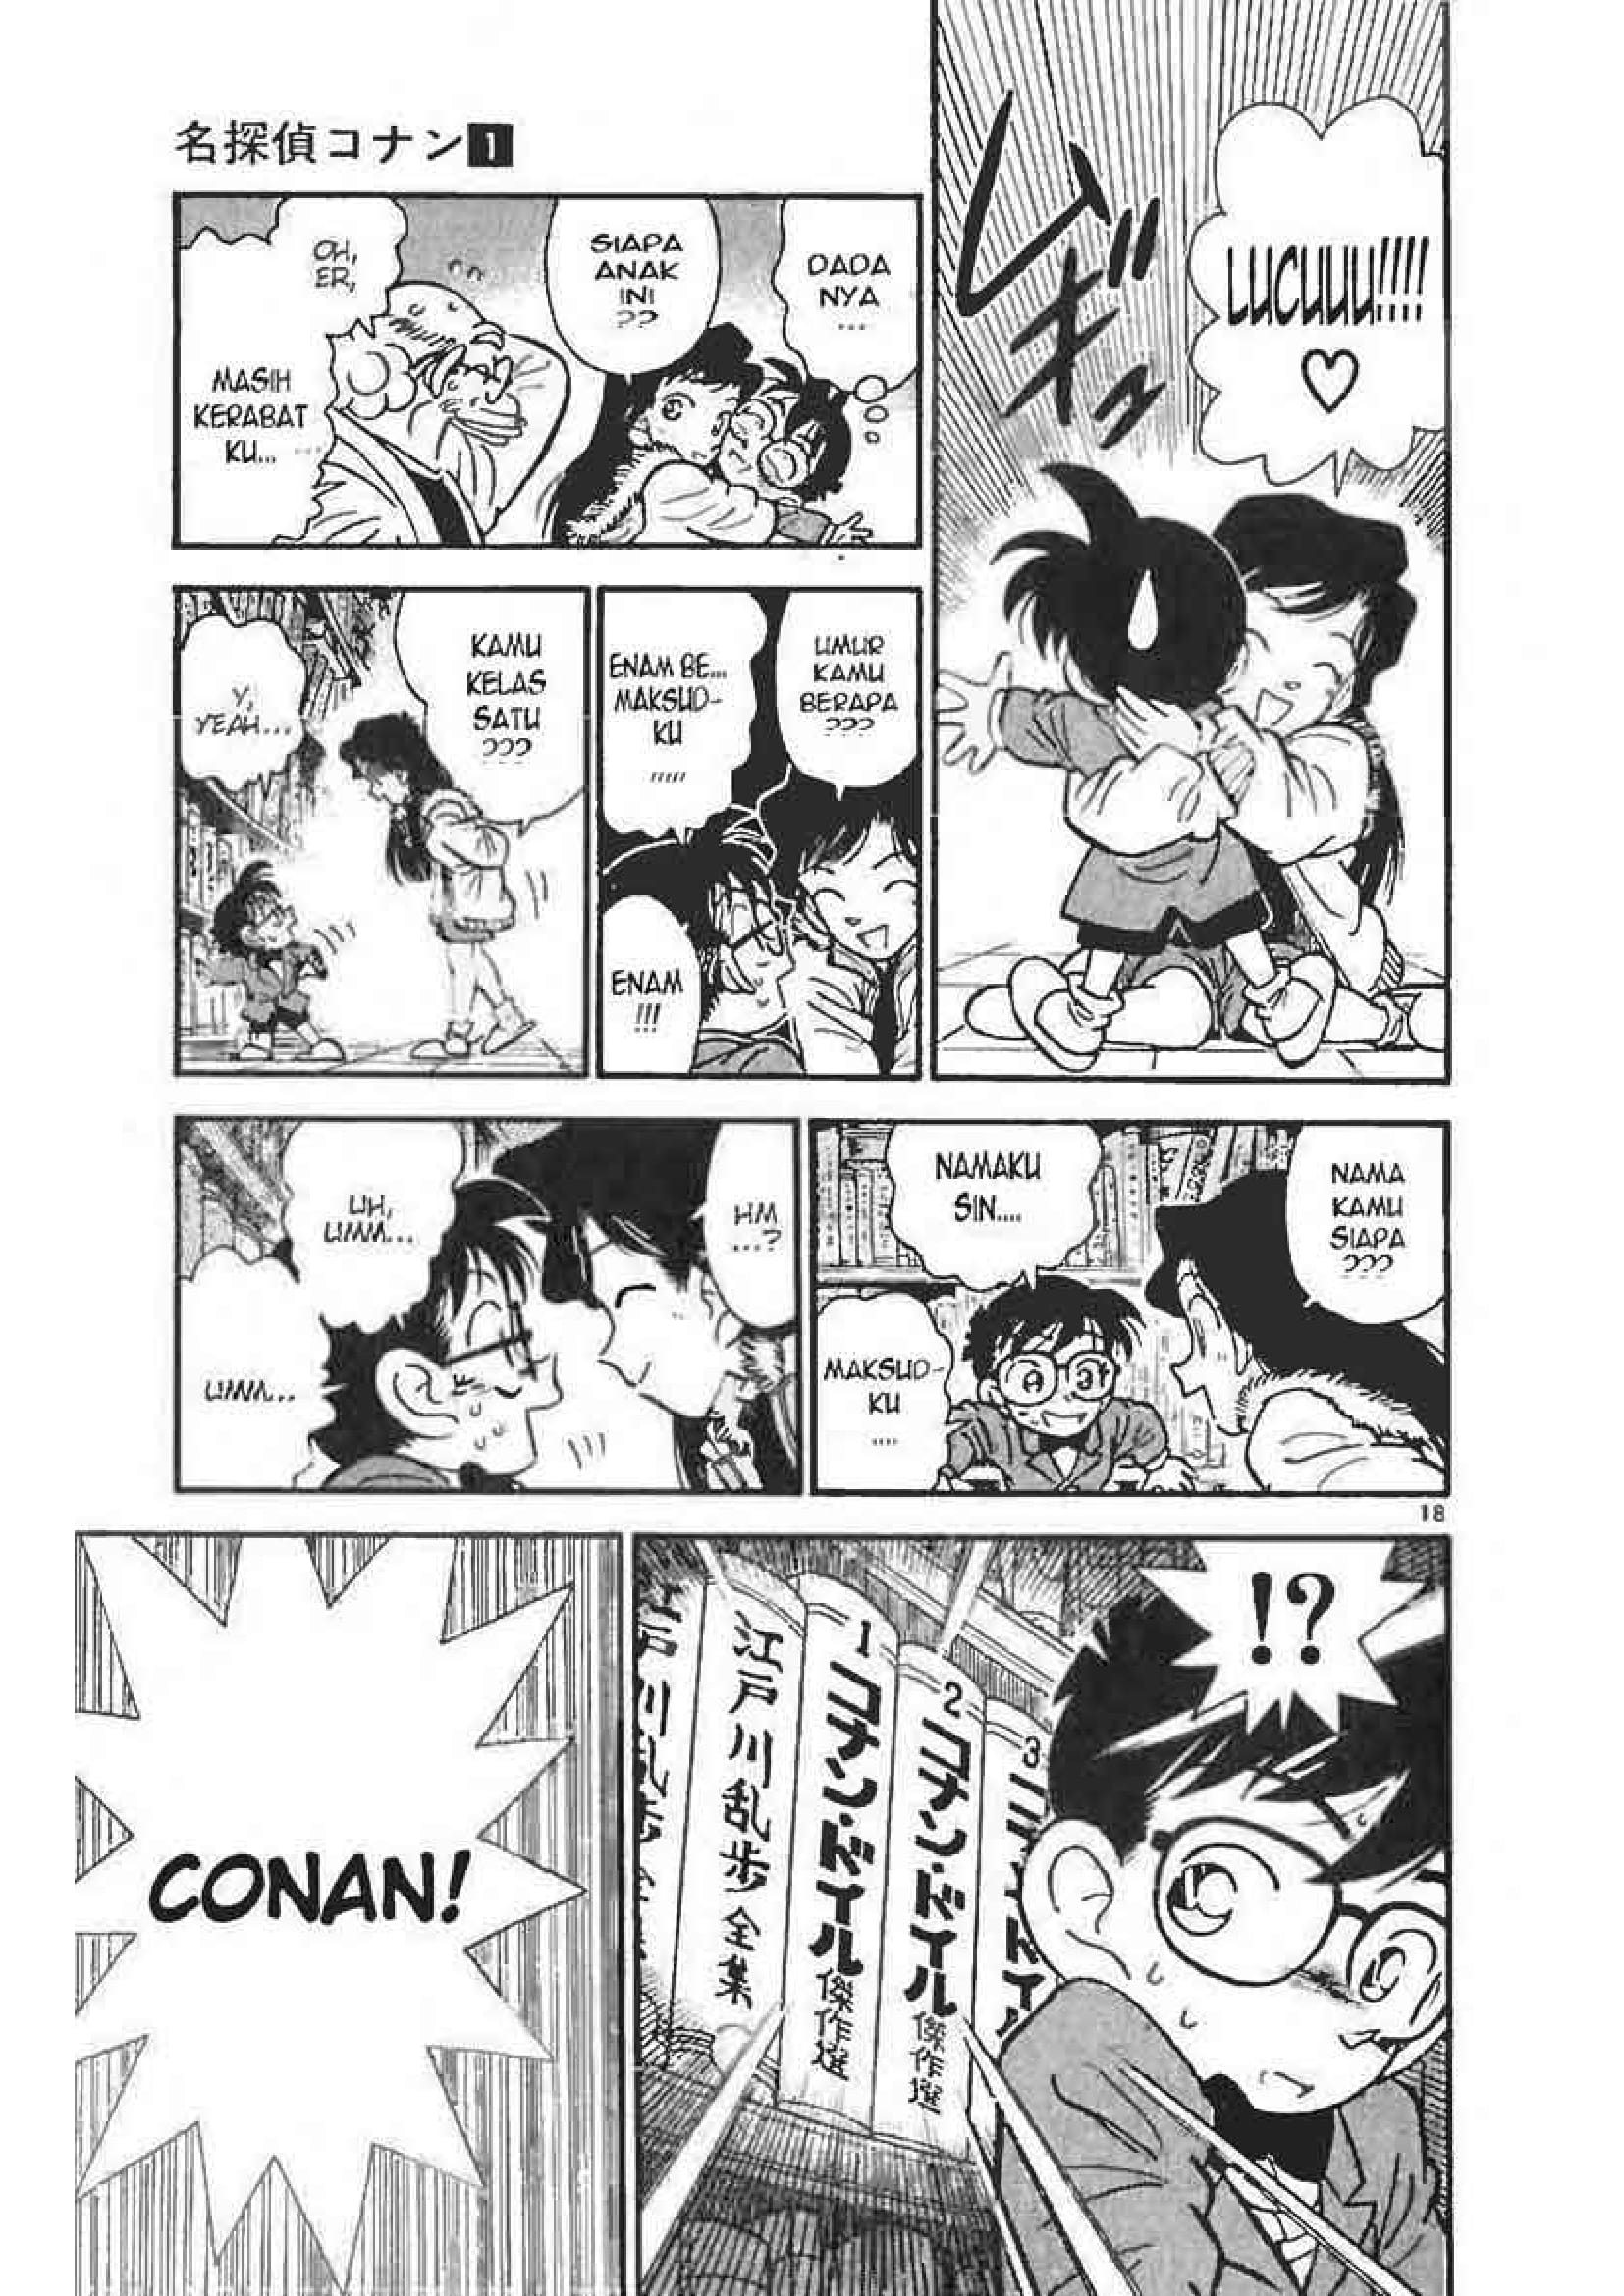 名探偵コナン1
LUCUUU!!!!
♡
ムギュ
DADA
NYA
...
SIAPA
ANAK
INI
??
OH,
ER,
MASIH
KERABAT
KU...
UMUR
KAMU
BERAPA
???
ENAM BE...
MAKSUD-
KU
.....
ENAM
!!!
KAMU
KELAS
SATU
???
Y,
YEAH...
NAMA
KAMU
SIAPA
???
NAMAKU
SIN....
MAKSUD-
KU
....
HM
...?
UH,
UMM...
UMM...
18
!?
3
2 コナン・ドイル 傑作選
1 コナン・ドイル 傑作選
江戸川乱歩 全集
CONAN!